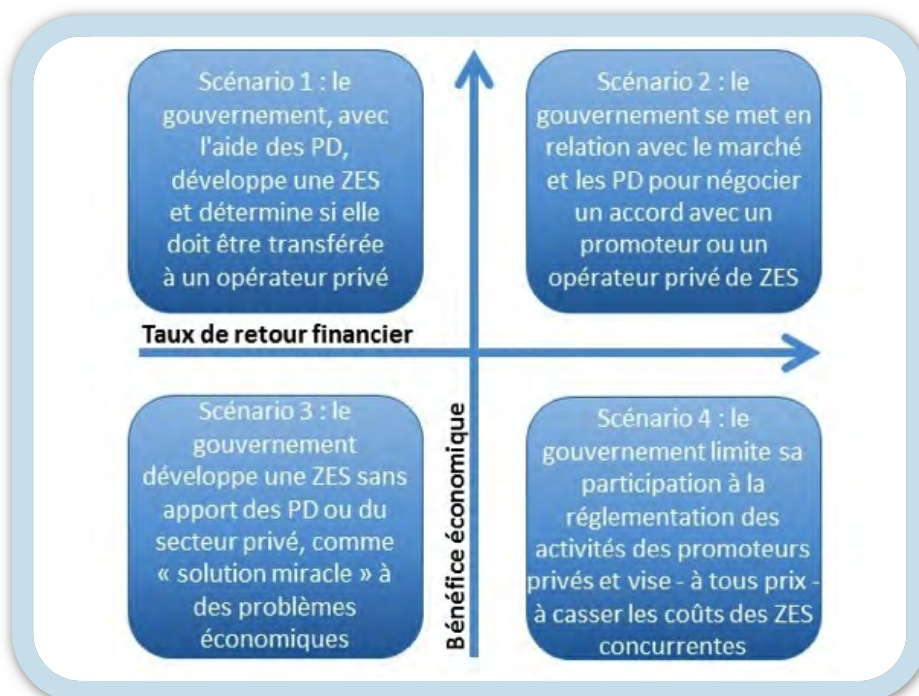 Scénario 1 : le
gouvernement, avec
l'aide des PD,
développe une ZES
et détermine si elle
doit être transférée
à un opérateur privé
Scénario 2 : le
gouvernement se met en
relation avec le marché
et les PD pour négocier
un accord avec un
promoteur ou un
opérateur privé de ZES
Taux de retour financier
Bénéfice économique
Scénario 3 : le
gouvernement
développe une ZES sans
apport des PD ou du
secteur privé, comme
« solution miracle » à
des problèmes
économiques
Scénario 4 : le
gouvernement limite sa
participation à la
réglementation des
activités des promoteurs
privés et vise - à tous prix -
à casser les coûts des ZES
concurrentes